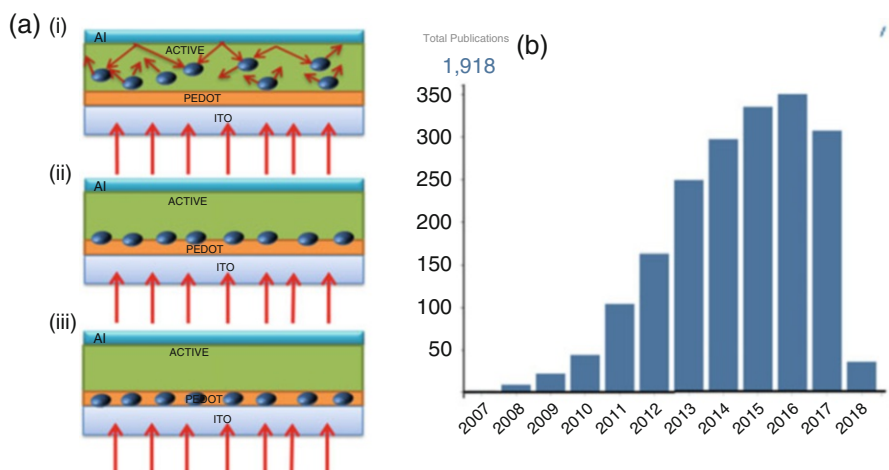 (a) (i)
Al
ACTIVE
PEDOT
ITO
(ii)
Al
ACTIVE
PEDOT
ITO
(iii)
Al
ACTIVE
PEDOT
ITO
Total Publications
(b)
1,918
350
300
250
200
150
100
50
2007 2008 2009 2010 2011 2012 2013 2014 2015 2016 2017 2018